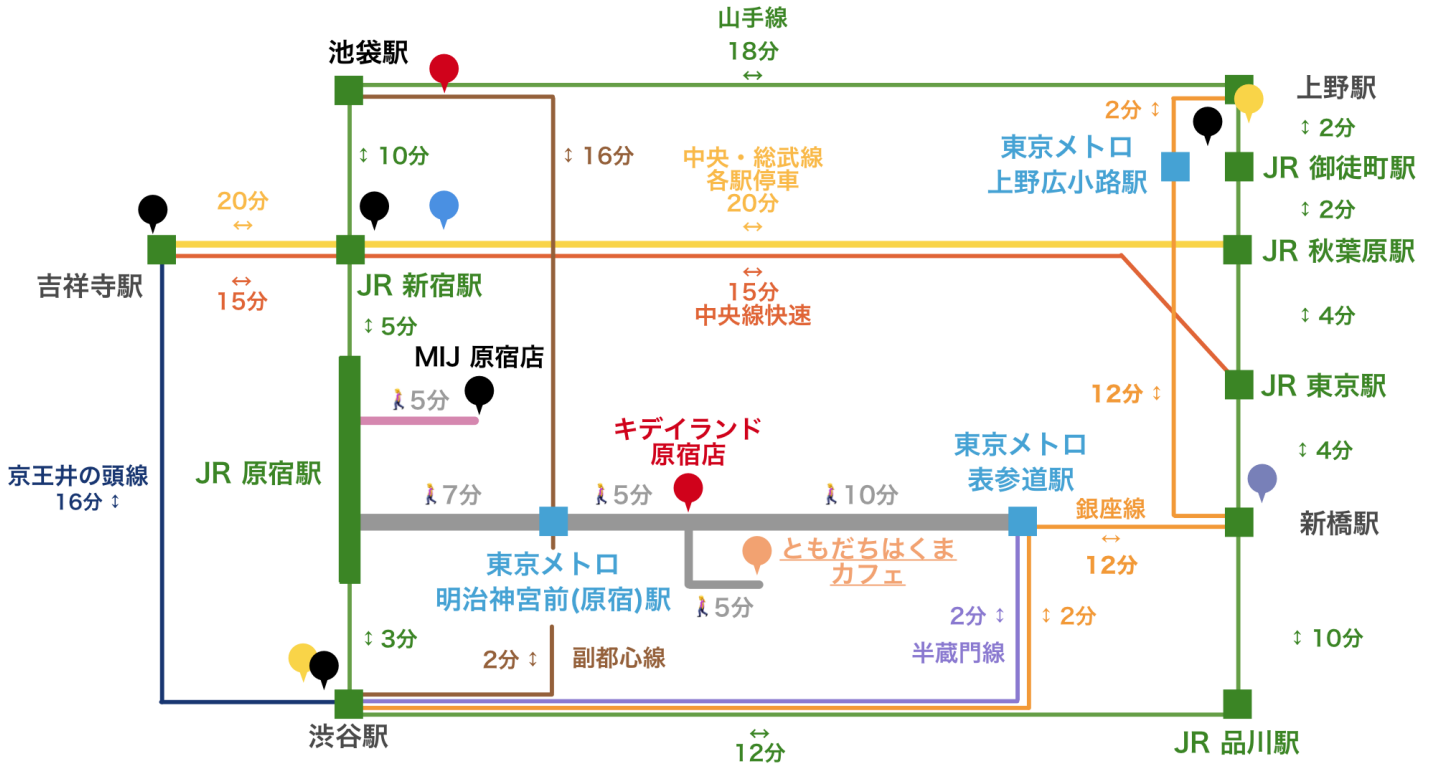 山手線
18分
↔
池袋駅
上野駅
↕ 10分
↕ 16分
中央・総武線
各駅停車
20分
↔
2分 ↕
↕ 2分
東京メトロ
上野広小路駅
JR 御徒町駅
↕ 2分
20分
↔
吉祥寺駅
↔
15分
JR 新宿駅
↔
15分
中央線快速
JR 秋葉原駅
↕ 5分
↕ 4分
MIJ 原宿店
5分
JR 東京駅
12分 ↕
キデイランド
原宿店
東京メトロ
表参道駅
↕ 4分
京王井の頭線
16分 ↕
JR 原宿駅
7分
5分
10分
銀座線
↔
12分
新橋駅
東京メトロ
明治神宮前(原宿)駅
ともだちはくま
カフェ
5分
↕ 3分
2分 ↕
副都心線
2分 ↕
半蔵門線
↕ 2分
↕ 10分
渋谷駅
↔
12分
JR 品川駅